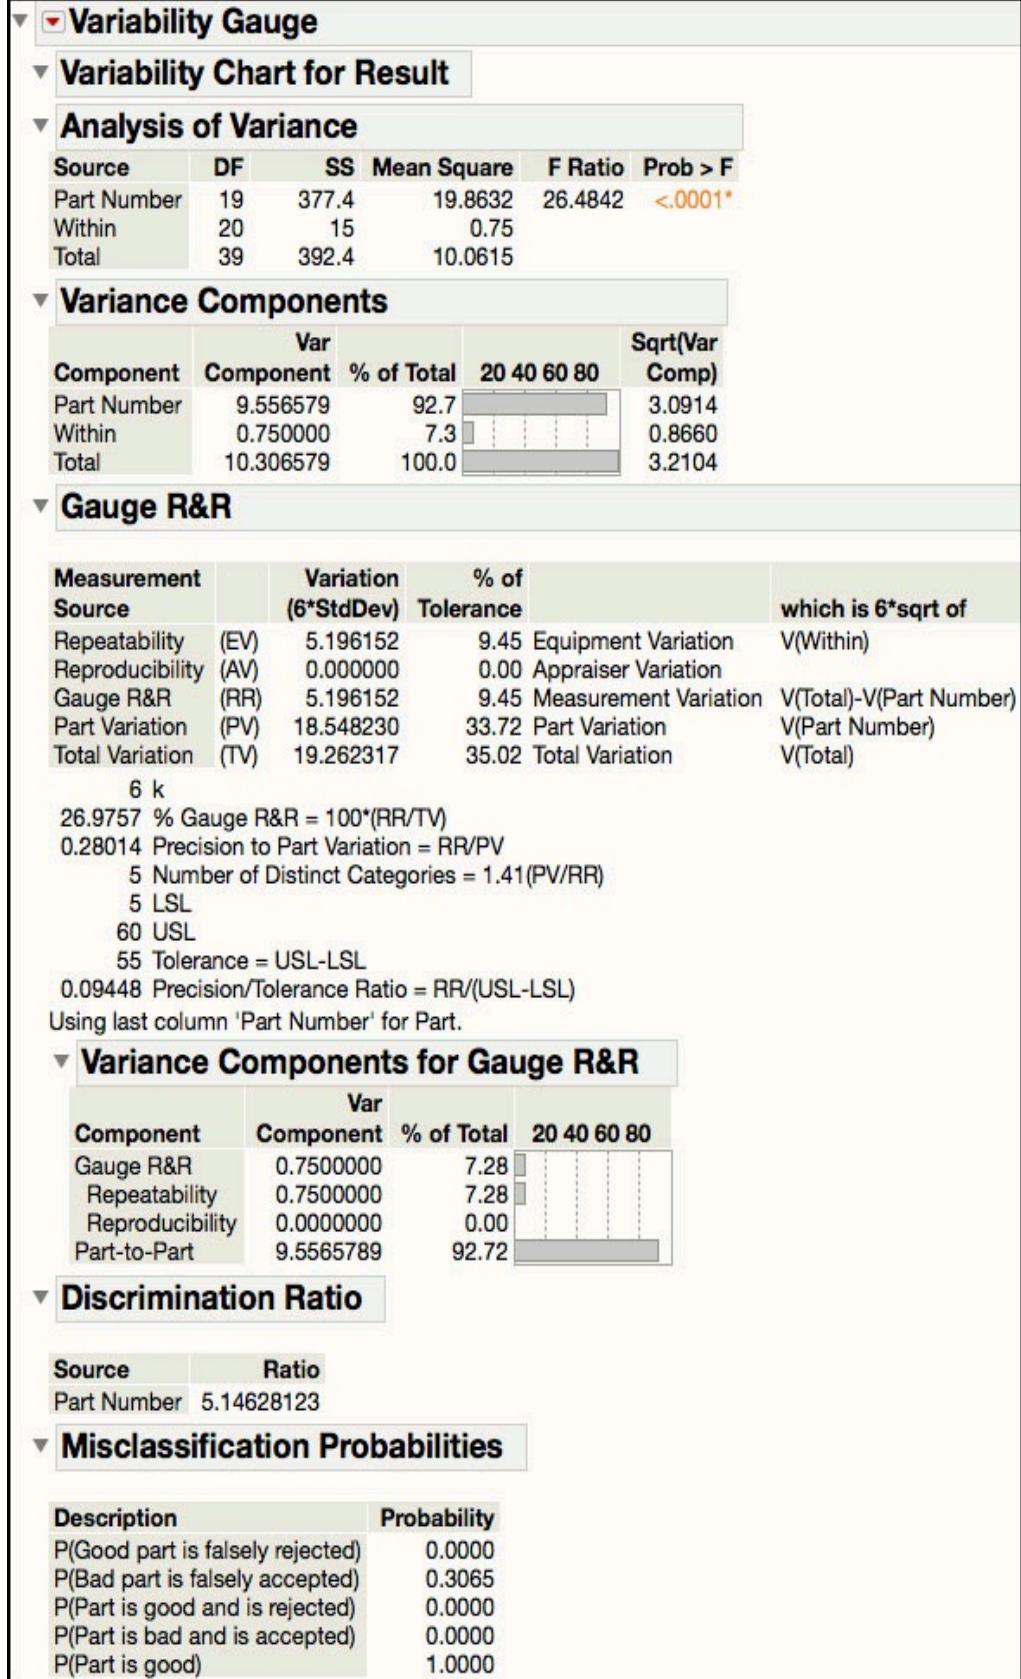 Variability Gauge
Variability Chart for Result
Analysis of Variance
Source DF SS Mean Square F Ratio Prob > F
Part Number 19 377.4 19.8632 26.4842 <.0001*
Within 20 15 0.75
Total 39 392.4 10.0615
Variance Components
Var Sqrt(Var
Component Component % of Total 20 40 60 80 Comp)
Part Number 9.556579 92.7 3.0914
Within 0.750000 7.3 0.8660
Total 10.306579 100.0 3.2104
Gauge R&R
Measurement Variation % of
Source (6*StdDev) Tolerance which is 6*sqrt of
Repeatability (EV) 5.196152 9.45 Equipment Variation V(Within)
Reproducibility (AV) 0.000000 0.00 Appraiser Variation
Gauge R&R (RR) 5.196152 9.45 Measurement Variation V(Total)-V(Part Number)
Part Variation (PV) 18.548230 33.72 Part Variation V(Part Number)
Total Variation (TV) 19.262317 35.02 Total Variation V(Total)
6 k
26.9757 % Gauge R&R = 100*(RR/TV)
0.28014 Precision to Part Variation = RR/PV
5 Number of Distinct Categories = 1.41(PV/RR)
5 LSL
60 USL
55 Tolerance = USL-LSL
0.09448 Precision/Tolerance Ratio = RR/(USL-LSL)
Using last column 'Part Number' for Part.
Variance Components for Gauge R&R
Var
Component Component % of Total 20 40 60 80
Gauge R&R 0.7500000 7.28
Repeatability 0.7500000 7.28
Reproducibility 0.0000000 0.00
Part-to-Part 9.5565789 92.72
Discrimination Ratio
Source Ratio
Part Number 5.14628123
Misclassification Probabilities
Description Probability
P(Good part is falsely rejected) 0.0000
P(Bad part is falsely accepted) 0.3065
P(Part is good and is rejected) 0.0000
P(Part is bad and is accepted) 0.0000
P(Part is good) 1.0000